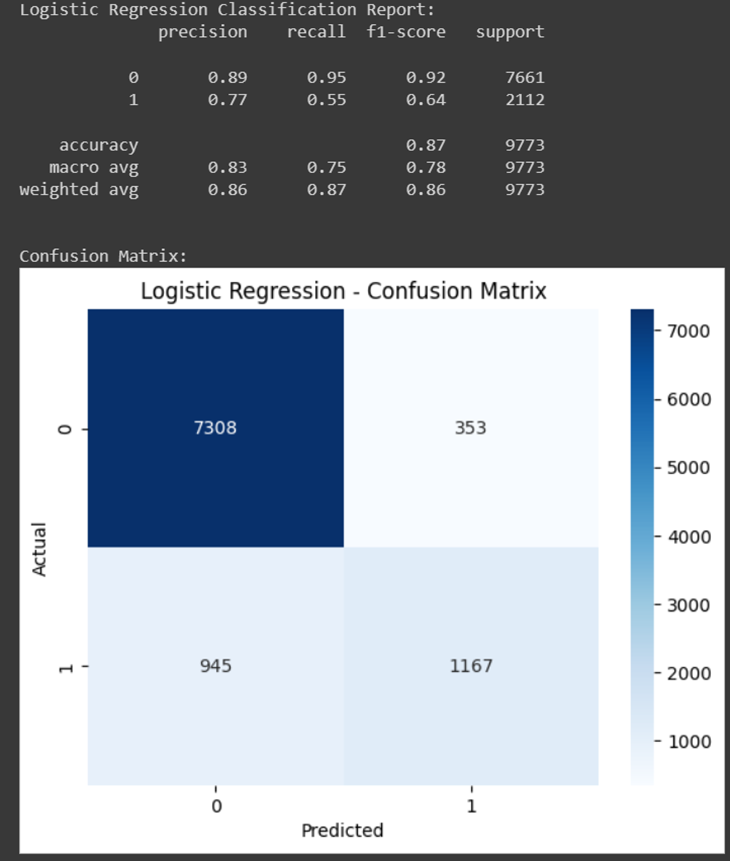 Logistic Regression Classification Report:
precision recall f1-score support
0 0.89 0.95 0.92 7661
1 0.77 0.55 0.64 2112
accuracy 0.87 9773
macro avg 0.83 0.75 0.78 9773
weighted avg 0.86 0.87 0.86 9773
Confusion Matrix:
Logistic Regression - Confusion Matrix
7000
6000
0 7308 353
5000
4000
Actual
3000
1 945 1167
2000
1000
0 1
Predicted